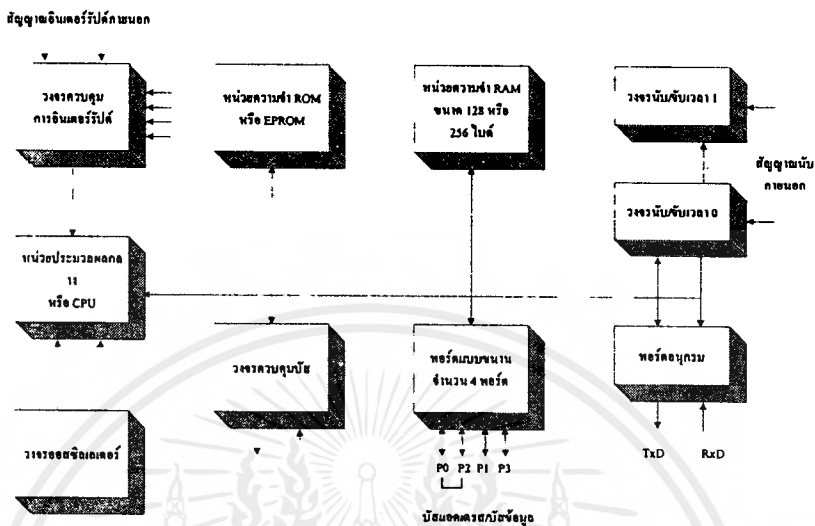 สัญญาณอินเตอร์รัปต์ภายนอก
วงจรควบคุม
การอินเตอร์รัปต์
หน่วยความจำ ROM
หรือ EPROM
หน่วยความจำ RAM
ขนาด 128 หรือ
256 ไบต์
วงจรนับ/จับเวลา 1
สัญญาณนับ
ภายนอก
วงจรนับ/จับเวลา 0
หน่วยประมวลผลกล
าง
หรือ CPU
วงจรควบคุมบัส
พอร์ตแบบขนาน
จำนวน 4 พอร์ต
พอร์ตอนุกรม
วงจรออสซิลเลเตอร์
P0 P2 P1 P3
TxD RxD
บัสแอดเดรส/บัสข้อมูล